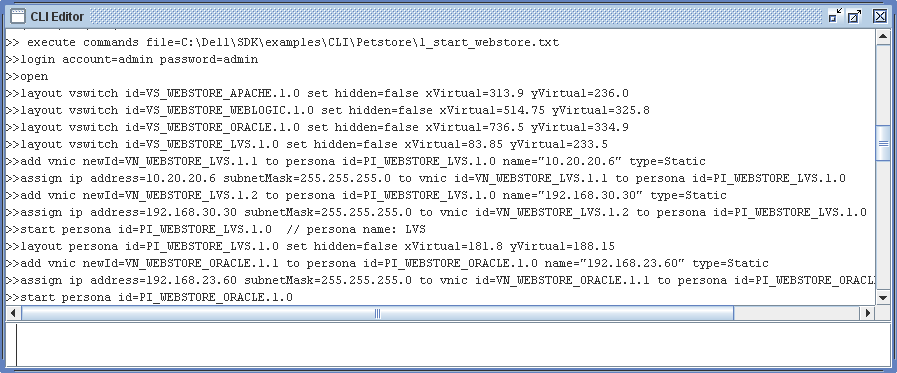 CLI Editor
>> execute commands file=C:\Dell\SDK\examples\CLI\Petstore\1_start_webstore.txt
>>login account=admin password=admin
>>open
>>layout vswitch id=VS_WEBSTORE_APACHE.1.0 set hidden=false xVirtual=313.9 yVirtual=236.0
>>layout vswitch id=VS_WEBSTORE_WEBLOGIC.1.0 set hidden=false xVirtual=514.75 yVirtual=325.8
>>layout vswitch id=VS_WEBSTORE_ORACLE.1.0 set hidden=false xVirtual=736.5 yVirtual=334.9
>>layout vswitch id=VS_WEBSTORE_LVS.1.0 set hidden=false xVirtual=83.85 yVirtual=233.5
>>add vnic newId=VN_WEBSTORE_LVS.1.1 to persona id=PI_WEBSTORE_LVS.1.0 name="10.20.20.6" type=Static
>>assign ip address=10.20.20.6 subnetMask=255.255.255.0 to vnic id=VN_WEBSTORE_LVS.1.1 to persona id=PI_WEBSTORE_LVS.1.0
>>add vnic newId=VN_WEBSTORE_LVS.1.2 to persona id=PI_WEBSTORE_LVS.1.0 name="192.168.30.30" type=Static
>>assign ip address=192.168.30.30 subnetMask=255.255.255.0 to vnic id=VN_WEBSTORE_LVS.1.2 to persona id=PI_WEBSTORE_LVS.1.0
>>start persona id=PI_WEBSTORE_LVS.1.0  // persona name: LVS
>>layout persona id=PI_WEBSTORE_LVS.1.0 set hidden=false xVirtual=181.8 yVirtual=188.15
>>add vnic newId=VN_WEBSTORE_ORACLE.1.1 to persona id=PI_WEBSTORE_ORACLE.1.0 name="192.168.23.60" type=Static
>>assign ip address=192.168.23.60 subnetMask=255.255.255.0 to vnic id=VN_WEBSTORE_ORACLE.1.1 to persona id=PI_WEBSTORE_ORACL
>>start persona id=PI_WEBSTORE_ORACLE.1.0